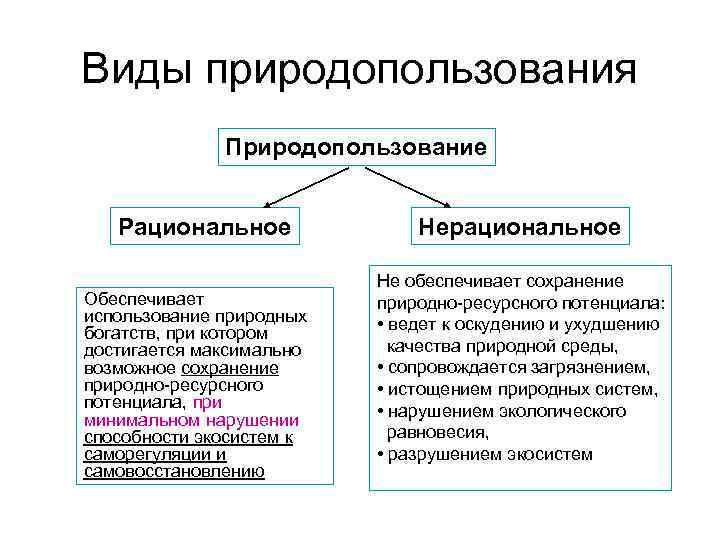 Виды природопользования
Природопользование
Рациональное
Нерациональное
Обеспечивает
использование природных
богатств, при котором
достигается максимально
возможное сохранение
природно-ресурсного
потенциала, при
минимальном нарушении
способности экосистем к
саморегуляции и
самовосстановлению
Не обеспечивает сохранение
природно-ресурсного потенциала:
• ведет к оскудению и ухудшению
качества природной среды,
• сопровождается загрязнением,
• истощением природных систем,
• нарушением экологического
равновесия,
• разрушением экосистем